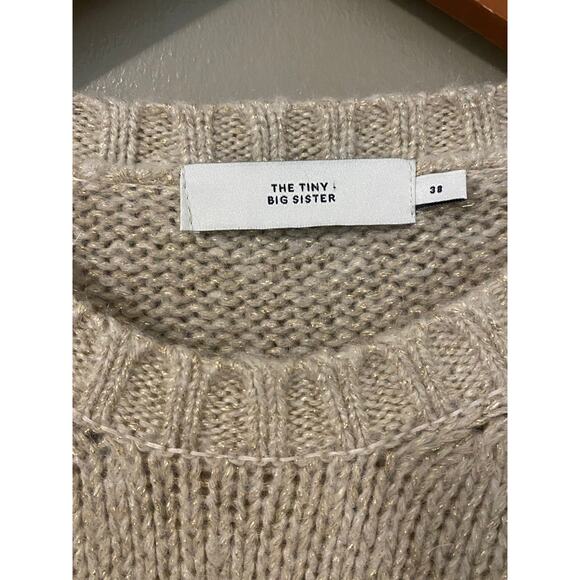 THE TINY
BIG SISTER
38